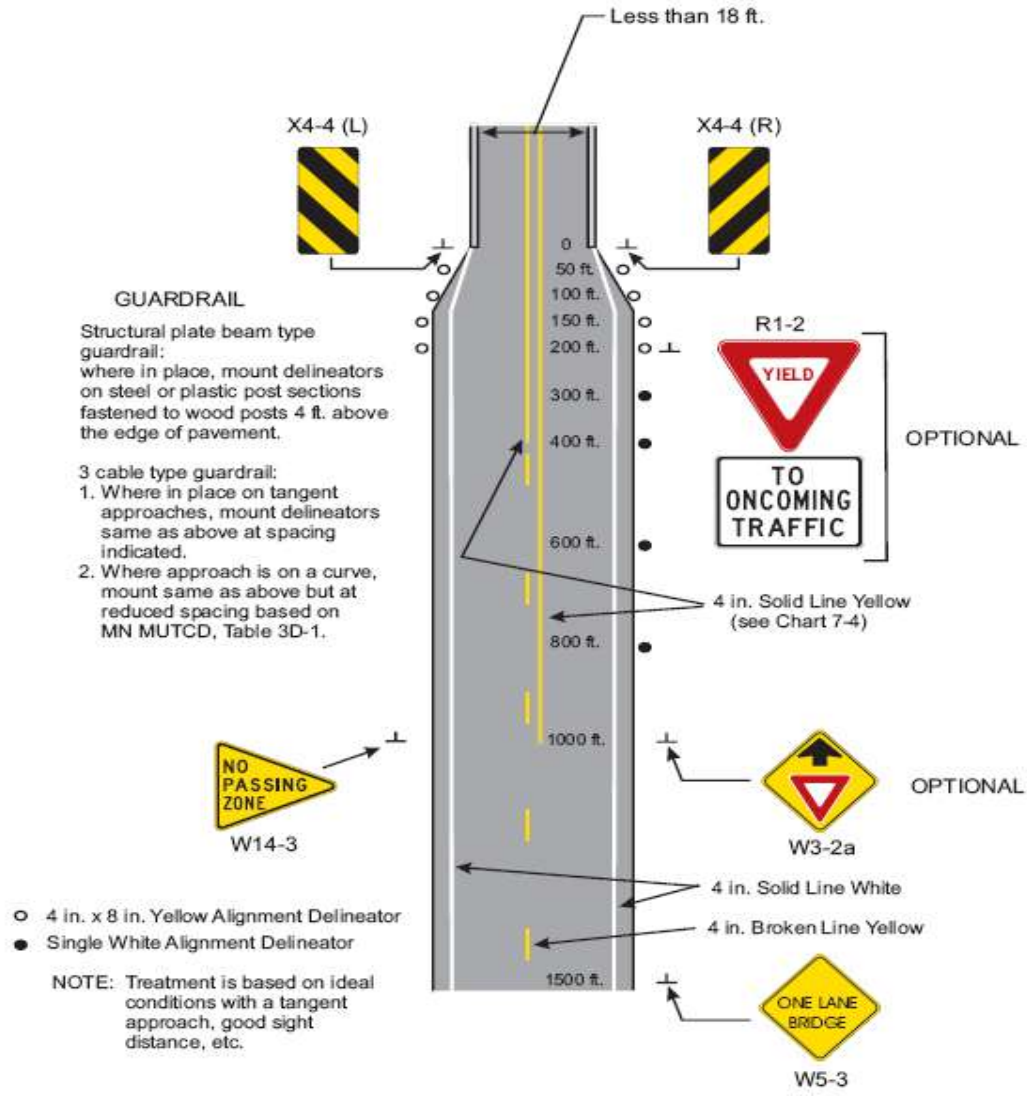 Less than 18 ft.
X4-4 (L)
X4-4 (R)
0
50 ft.
100 ft.
150 ft.
200 ft.
300 ft.
400 ft.
600 ft.
800 ft.
1000 ft.
1500 ft.
GUARDRAIL
Structural plate beam type
guardrail:
where in place, mount delineators
on steel or plastic post sections
fastened to wood posts 4 ft. above
the edge of pavement.
3 cable type guardrail:
1. Where in place on tangent
approaches, mount delineators
same as above at spacing
indicated.
2. Where approach is on a curve,
mount same as above but at
reduced spacing based on
MN MUTCD, Table 3D-1.
R1-2
YIELD
TO
ONCOMING
TRAFFIC
OPTIONAL
4 in. Solid Line Yellow
(see Chart 7-4)
NO
PASSING
ZONE
W14-3
OPTIONAL
W3-2a
4 in. Solid Line White
4 in. Broken Line Yellow
4 in. x 8 in. Yellow Alignment Delineator
Single White Alignment Delineator
NOTE: Treatment is based on ideal
conditions with a tangent
approach, good sight
distance, etc.
ONE LANE
BRIDGE
W5-3